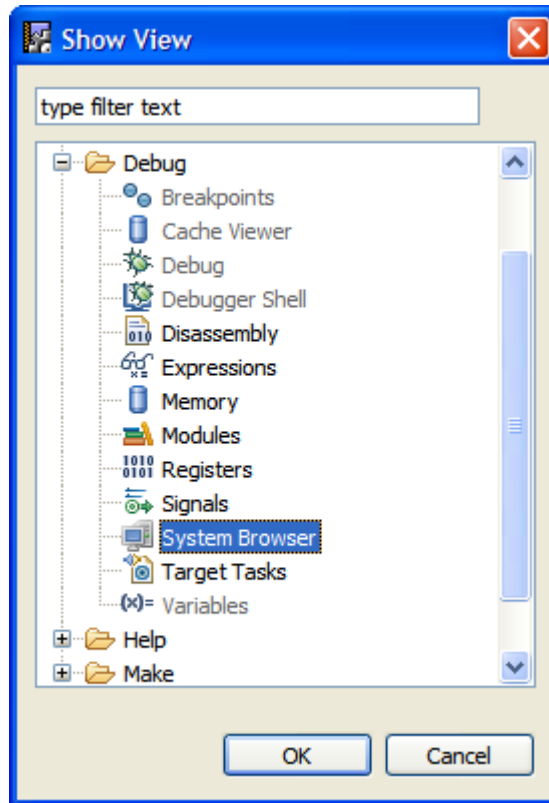 Show View
type filter text
Debug
Breakpoints
Cache Viewer
Debug
Debugger Shell
Disassembly
Expressions
Memory
Modules
Registers
Signals
System Browser
Target Tasks
(x)= Variables
Help
Make
OK Cancel